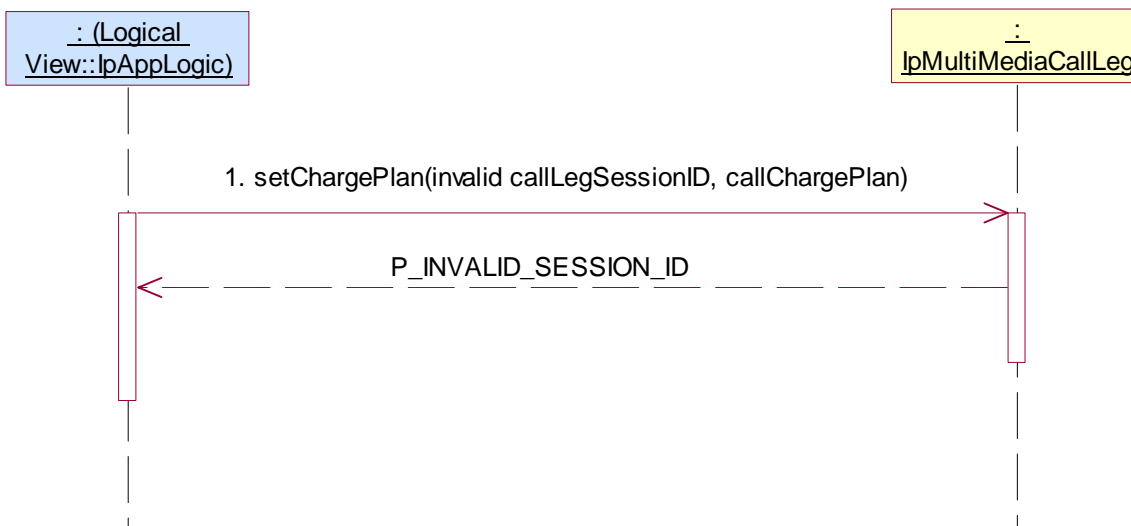 : (Logical
View::IpAppLogic)
:
IpMultiMediaCallLeg
1. setChargePlan(invalid callLegSessionID, callChargePlan)
P_INVALID_SESSION_ID